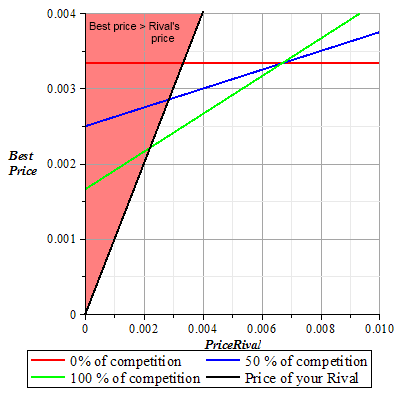 0.004
Best price > Rival's
price
0.003
Best
Price
0.002
0.001
0
0 0.002 0.004 0.006 0.008 0.010
PriceRival
0% of competition 50 % of competition
100 % of competition Price of your Rival